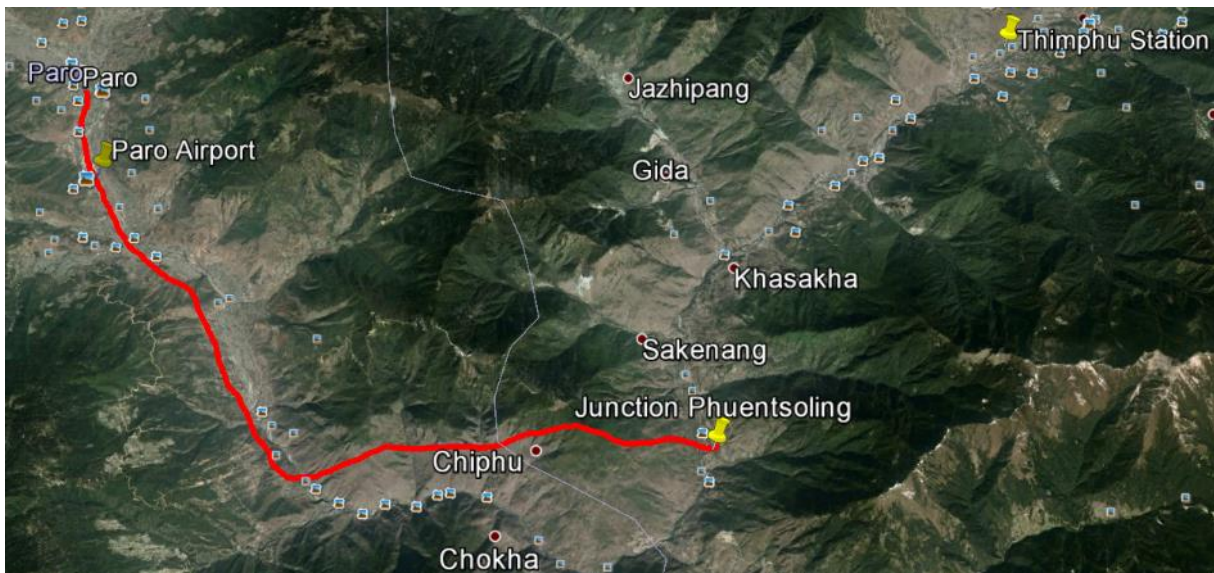 Thimphu Station
Paro
Paro
Jazhipang
Paro Airport
Gida
Khasakha
Sakenang
Junction Phuentsoling
Chiphu
Chokha